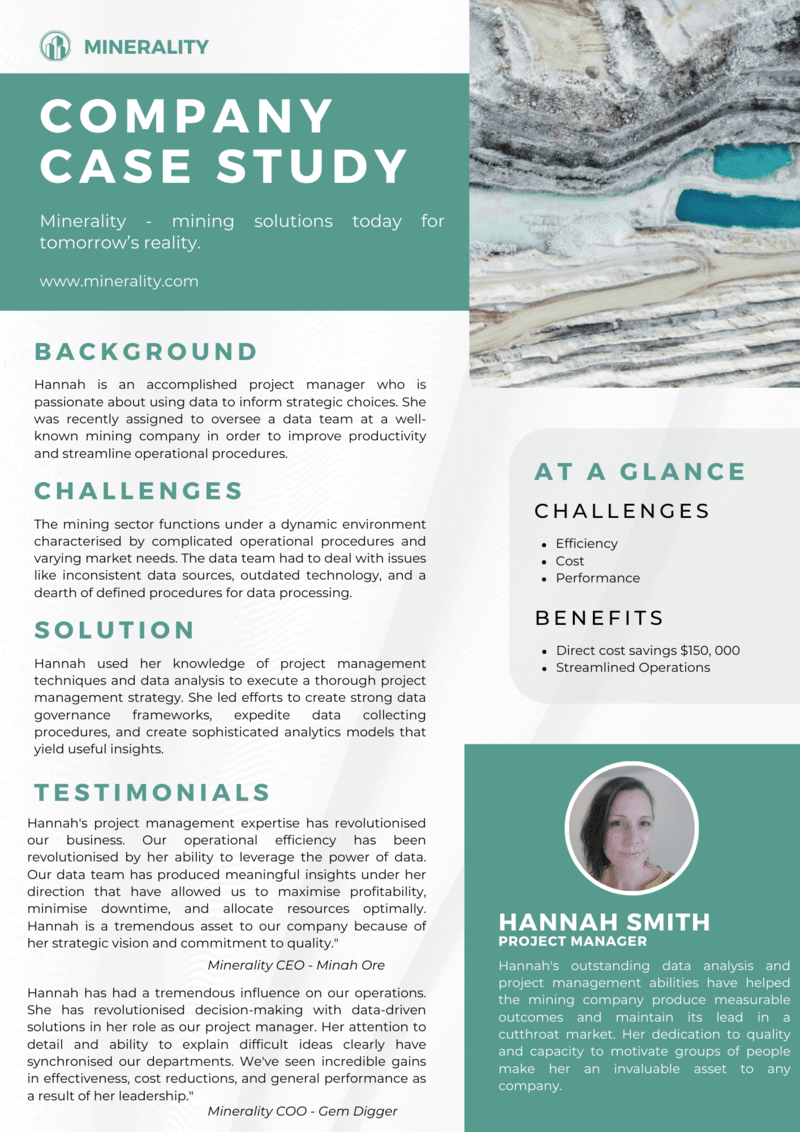 MINERALITY
COMPANY
CASE STUDY
Minerality - mining solutions today for
tomorrow's reality.
www.minerality.com
BACKGROUND
Hannah is an accomplished project manager who is
passionate about using data to inform strategic choices. She
was recently assigned to oversee a data team at a well-
known mining company in order to improve productivity
and streamline operational procedures.
CHALLENGES
The mining sector functions under a dynamic environment
characterised by complicated operational procedures and
varying market needs. The data team had to deal with issues
like inconsistent data sources, outdated technology, and a
dearth of defined procedures for data processing.
SOLUTION
Hannah used her knowledge of project management
techniques and data analysis to execute a thorough project
management strategy. She led efforts to create strong data
governance frameworks, expedite data collecting
procedures, and create sophisticated analytics models that
yield useful insights.
TESTIMONIALS
Hannah's project management expertise has revolutionised
our business. Our operational efficiency has been
revolutionised by her ability to leverage the power of data.
Our data team has produced meaningful insights under her
direction that have allowed us to maximise profitability,
minimise downtime, and allocate resources optimally.
Hannah is a tremendous asset to our company because of
her strategic vision and commitment to quality."
Minerality CEO - Minah Ore
Hannah has had a tremendous influence on our operations.
She has revolutionised decision-making with data-driven
solutions in her role as our project manager. Her attention to
detail and ability to explain difficult ideas clearly have
synchronised our departments. We've seen incredible gains
in effectiveness, cost reductions, and general performance as
a result of her leadership."
Minerality COO - Gem Digger
AT A GLANCE
CHALLENGES
• Efficiency
• Cost
• Performance
BENEFITS
• Direct cost savings $150, 000
• Streamlined Operations
HANNAH SMITH
PROJECT MANAGER
Hannah's outstanding data analysis and
project management abilities have helped
the mining company produce measurable
outcomes and maintain its lead in a
cutthroat market. Her dedication to quality
and capacity to motivate groups of people
make her an invaluable asset to any
company.